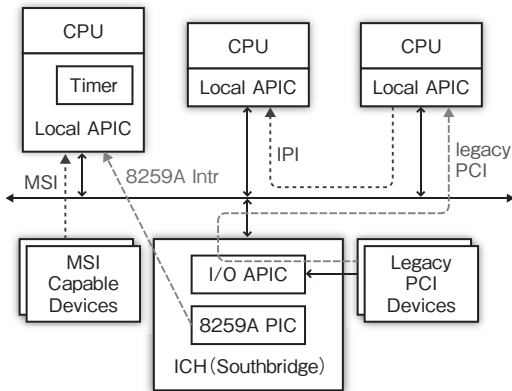 CPU
CPU
CPU
Timer
Local APIC
Local APIC
Local APIC
MSI
8259A Intr
IPI
legacy
PCI
MSI
Capable
Devices
I/O APIC
8259A PIC
ICH (Southbridge)
Legacy
PCI
Devices